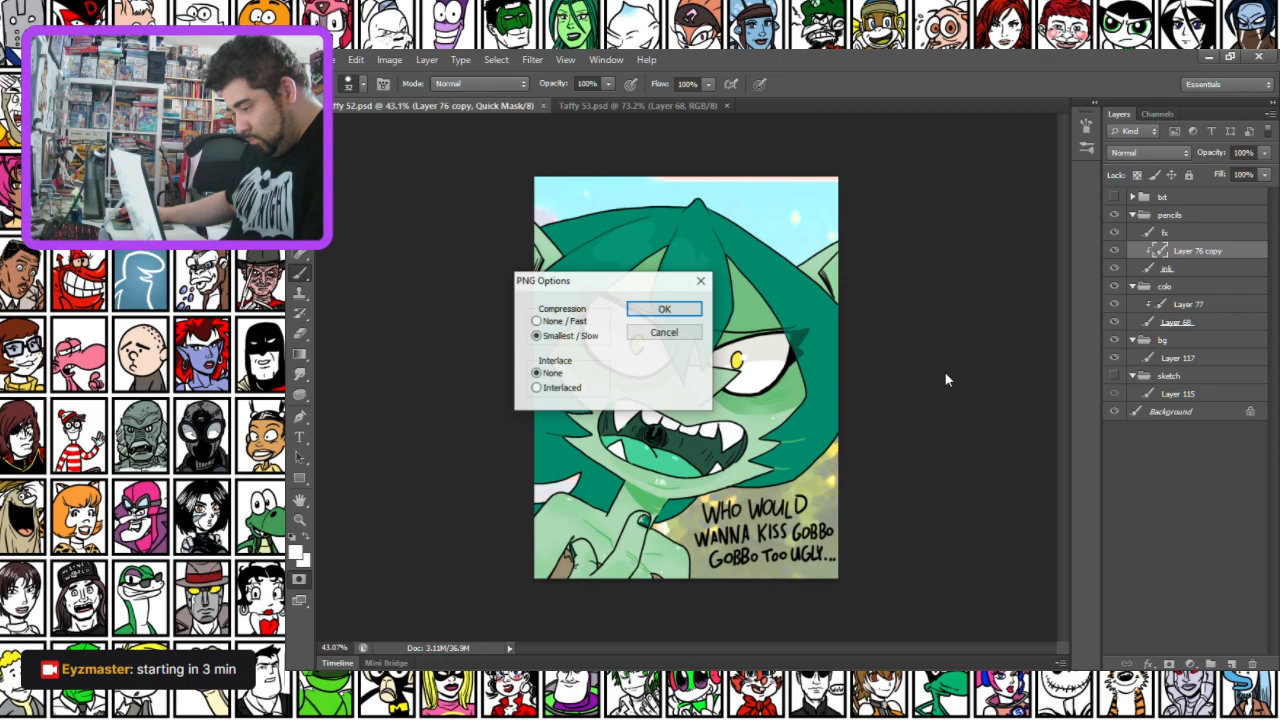 Edit Image Layer Type Select Filter View Window Help
32 Mode: Normal Opacity: 100% Flow: 100% Essentials
ffy 52.psd @ 43.1% (Layer 76 copy, Quick Mask/8) × Taffy 53.psd @ 73.2% (Layer 68, RGB/8) ×
Layers Channels
Kind
Normal Opacity: 100%
Lock: Fill: 100%
txt
pencils
fx
Layer 76 copy
ink
colo
Layer 77
Layer 68
bg
Layer 117
sketch
Layer 115
Background
PNG Options
Compression
None / Fast
Smallest / Slow
Interlace
None
Interlaced
OK
Cancel
WHO WOULD
WANNA KISS GOBBO
GOBBO TOO UGLY...
43.07% Doc: 3.11M/36.9M
Timeline Mini Bridge
Eyzmaster: starting in 3 min